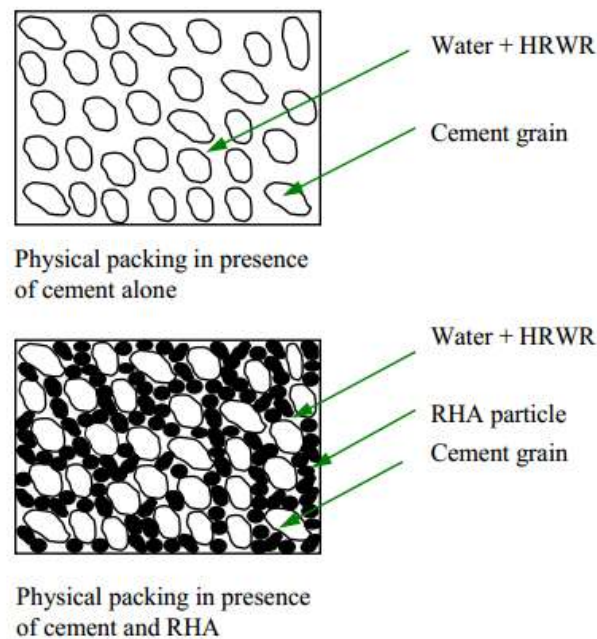 Water + HRWR
Cement grain
Physical packing in presence
of cement alone
Water + HRWR
RHA particle
Cement grain
Physical packing in presence
of cement and RHA